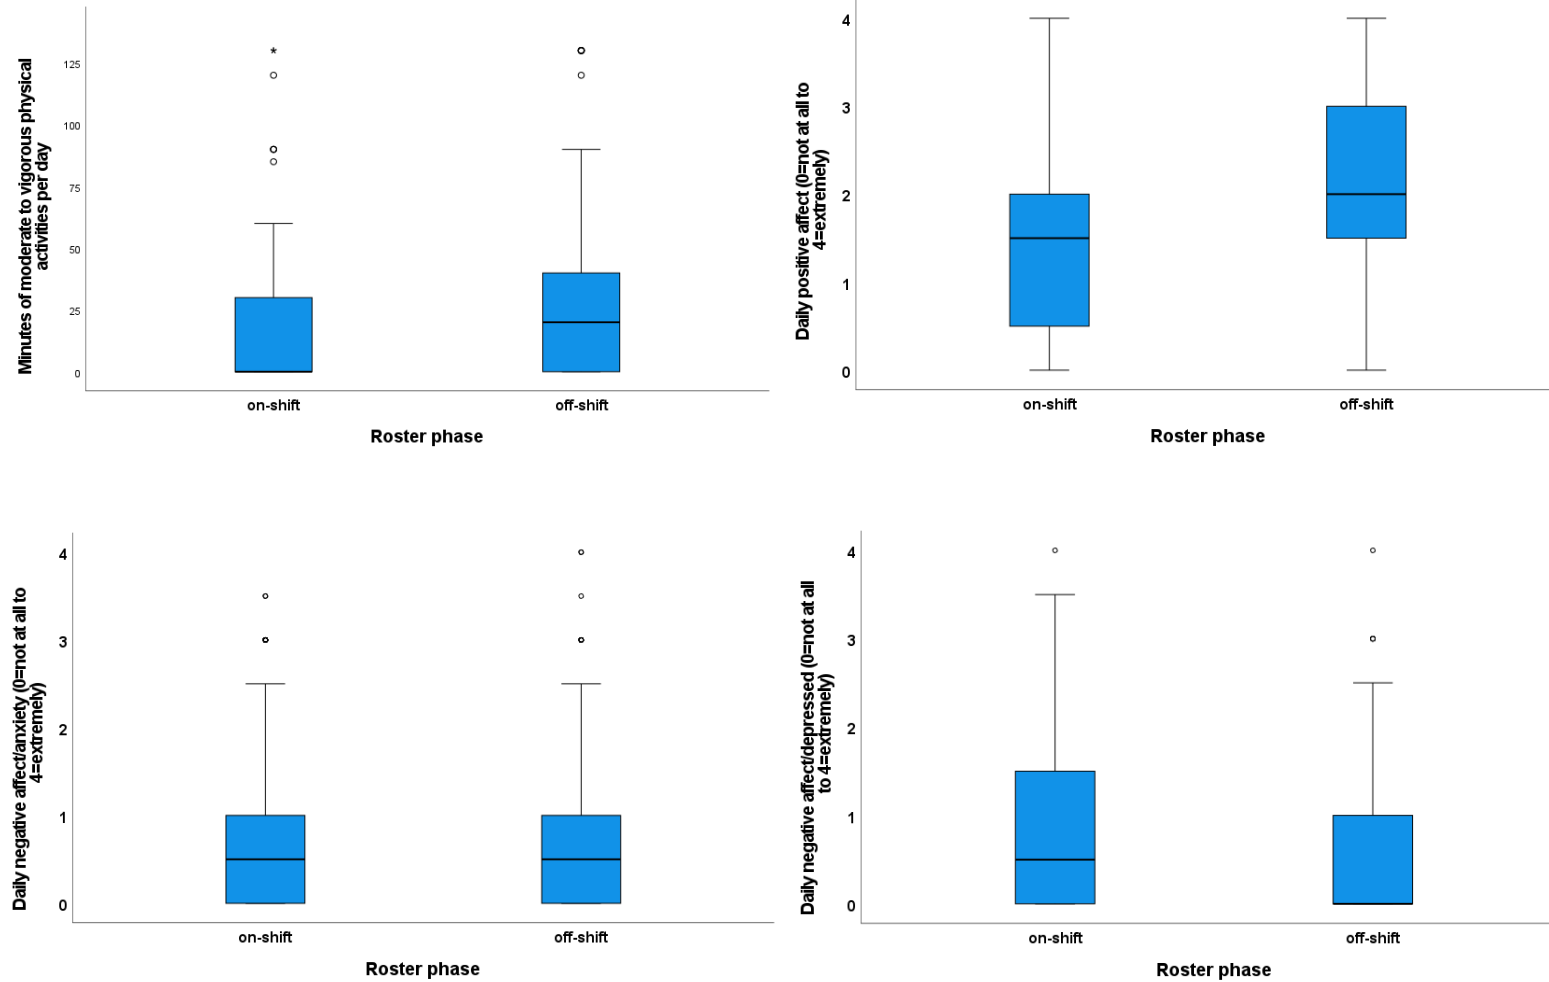 Minutes of moderate to vigorous physical
activities per day
125
100
75
50
25
0
on-shift
off-shift
Roster phase
Daily positive affect (0=not at all to
4=extremely)
4
3
2
1
0
on-shift
off-shift
Roster phase
Daily negative affect/anxiety (0=not at all to
4=extremely)
4
3
2
1
0
on-shift
off-shift
Roster phase
Daily negative affect/depressed (0=not at all
to 4=extremely)
4
3
2
1
0
on-shift
off-shift
Roster phase